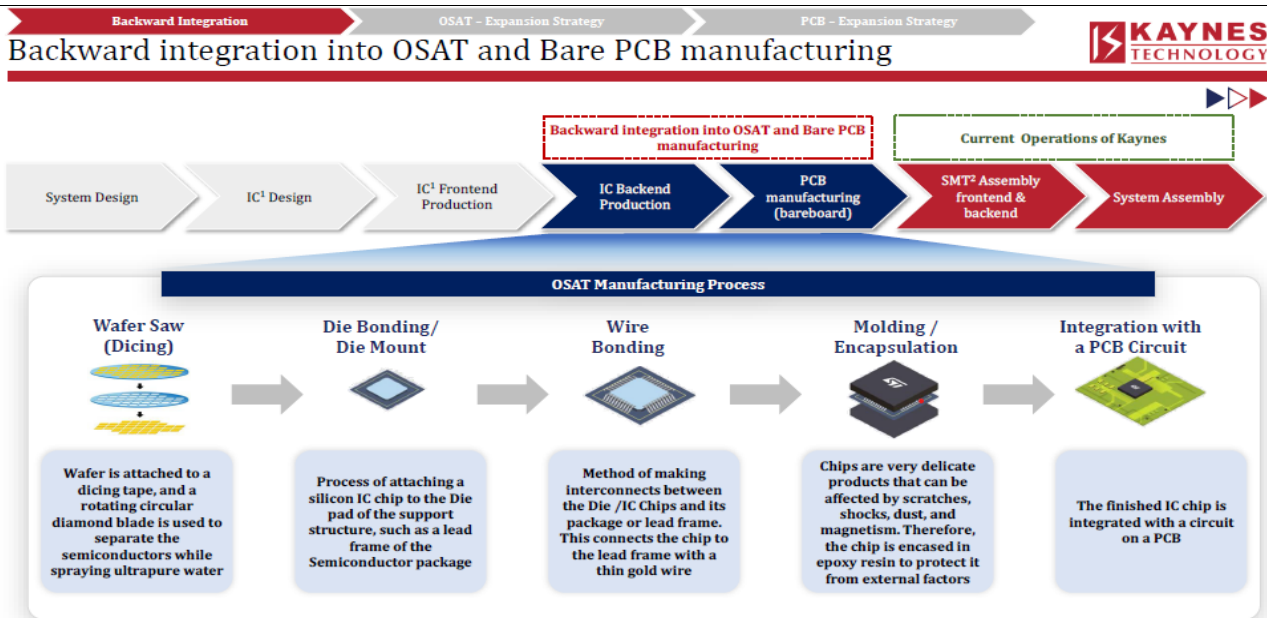 Backward Integration
OSAT – Expansion Strategy
PCB – Expansion Strategy
Backward integration into OSAT and Bare PCB manufacturing
KAYNES
TECHNOLOGY
Backward integration into OSAT and Bare PCB
manufacturing
Current Operations of Kaynes
System Design
IC¹ Design
IC¹ Frontend
Production
IC Backend
Production
PCB
manufacturing
(bareboard)
SMT² Assembly
frontend &
backend
System Assembly
OSAT Manufacturing Process
Wafer Saw
(Dicing)
Die Bonding/
Die Mount
Wire
Bonding
Molding /
Encapsulation
Integration with
a PCB Circuit
ST
Wafer is attached to a
dicing tape, and a
rotating circular
diamond blade is used to
separate the
semiconductors while
spraying ultrapure water
Process of attaching a
silicon IC chip to the Die
pad of the support
structure, such as a lead
frame of the
Semiconductor package
Method of making
interconnects between
the Die /IC Chips and its
package or lead frame.
This connects the chip to
the lead frame with a
thin gold wire
Chips are very delicate
products that can be
affected by scratches,
shocks, dust, and
magnetism. Therefore,
the chip is encased in
epoxy resin to protect it
from external factors
The finished IC chip is
integrated with a circuit
on a PCB